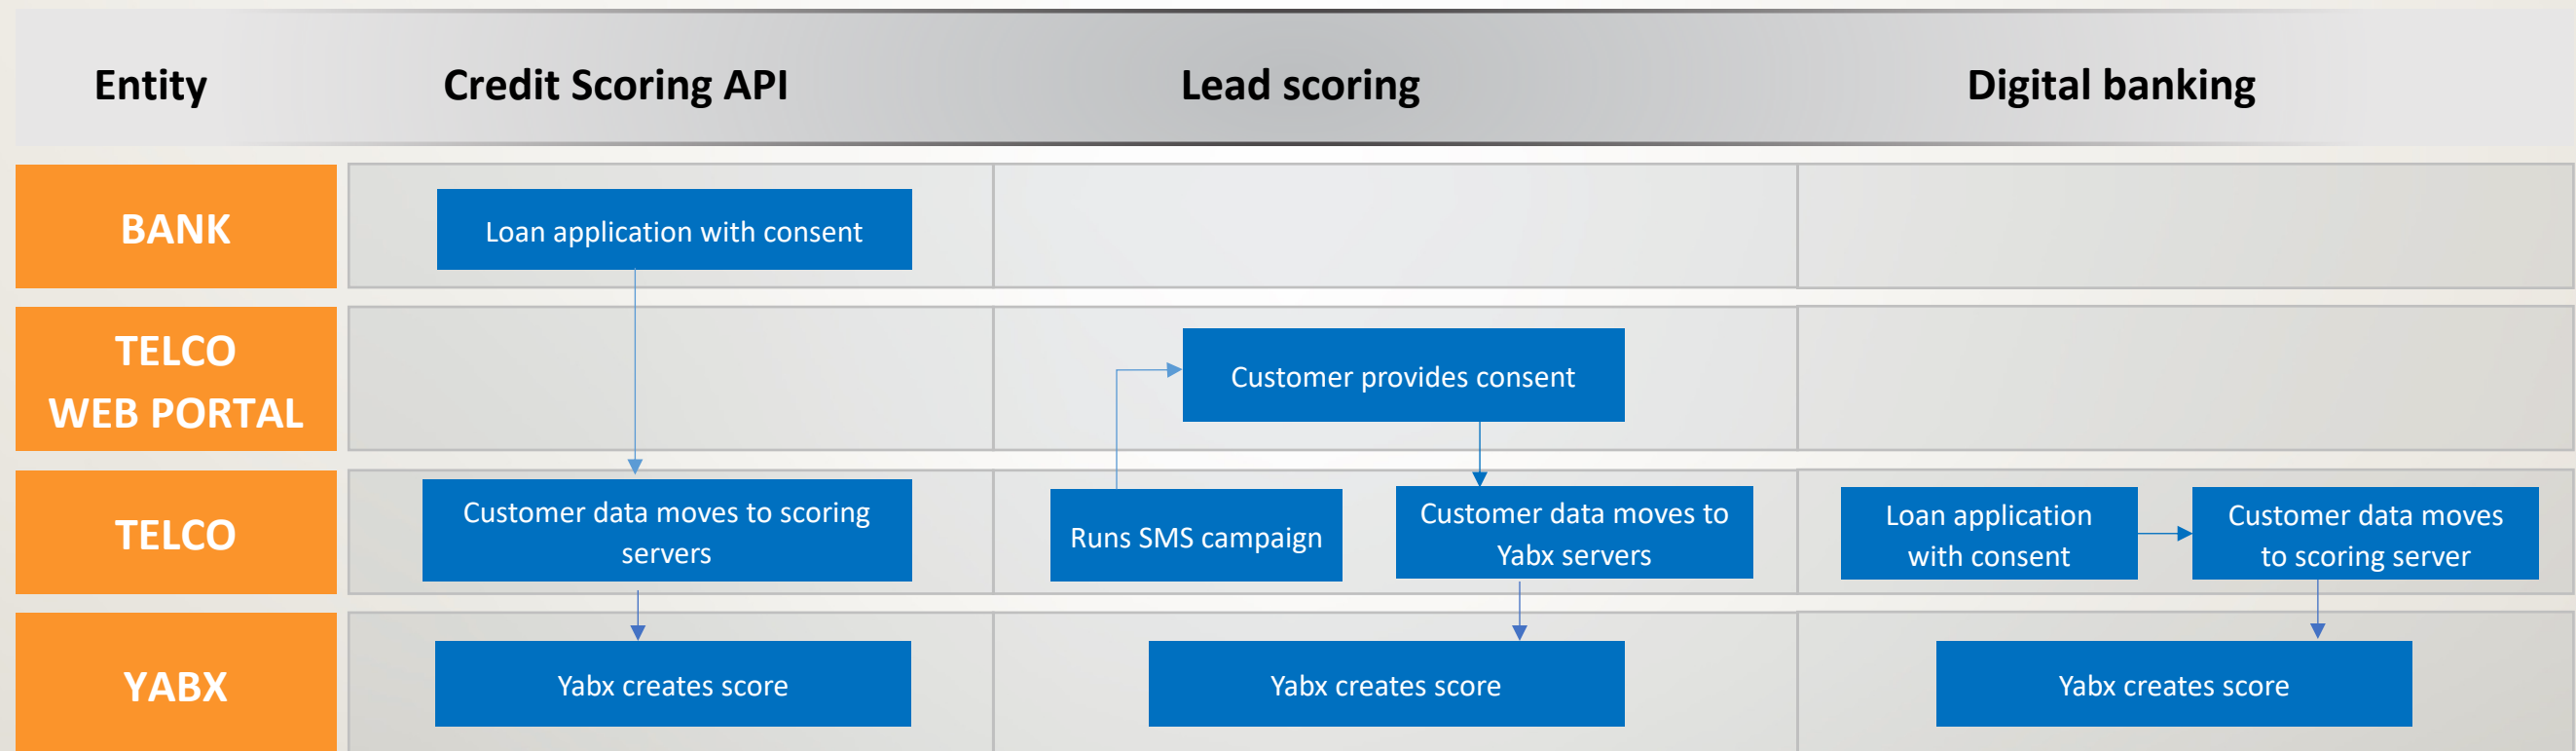 Entity
Credit Scoring API
Lead scoring
Digital banking
BANK
Loan application with consent
TELCO
WEB PORTAL
Customer provides consent
TELCO
Customer data moves to scoring
servers
Runs SMS campaign
Customer data moves to
Yabx servers
Loan application
with consent
Customer data moves
to scoring server
YABX
Yabx creates score
Yabx creates score
Yabx creates score